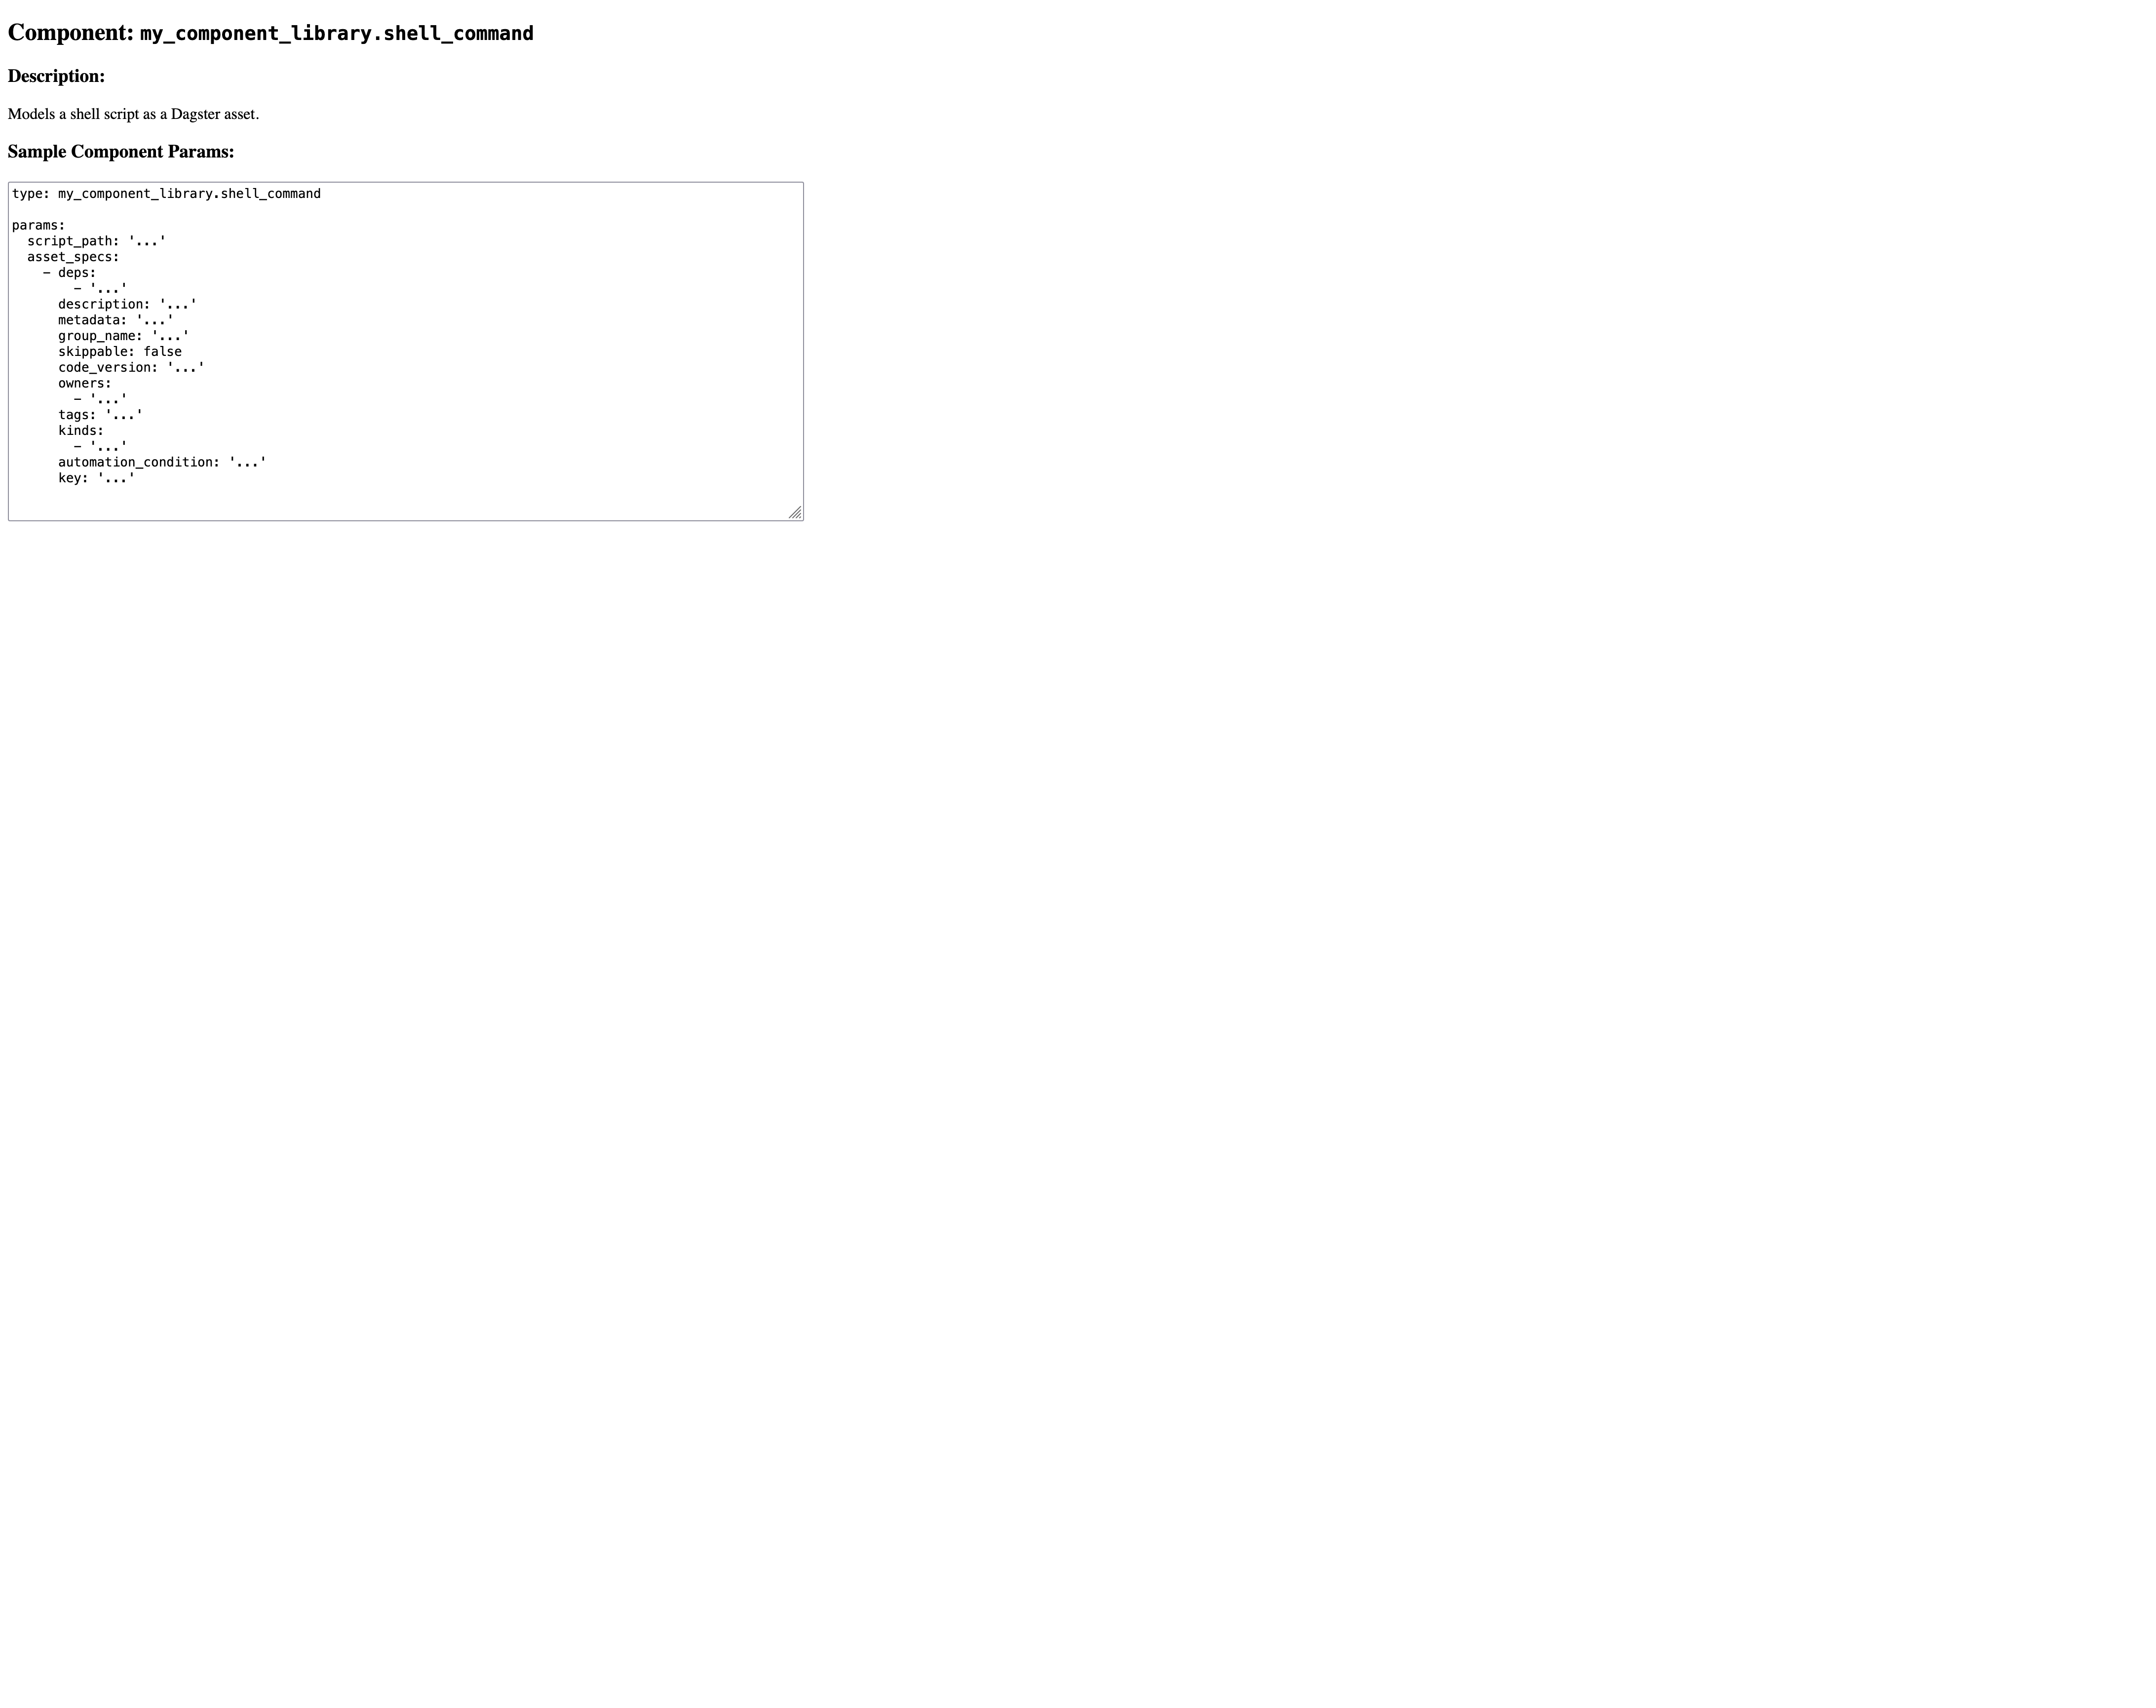 Component: my_component_library.shell_command
Description:
Models a shell script as a Dagster asset.
Sample Component Params:
type: my_component_library.shell_command

params:
  script_path: '...'
  asset_specs:
    - deps:
        - '...'
      description: '...'
      metadata: '...'
      group_name: '...'
      skippable: false
      code_version: '...'
      owners:
        - '...'
      tags: '...'
      kinds:
        - '...'
      automation_condition: '...'
      key: '...'